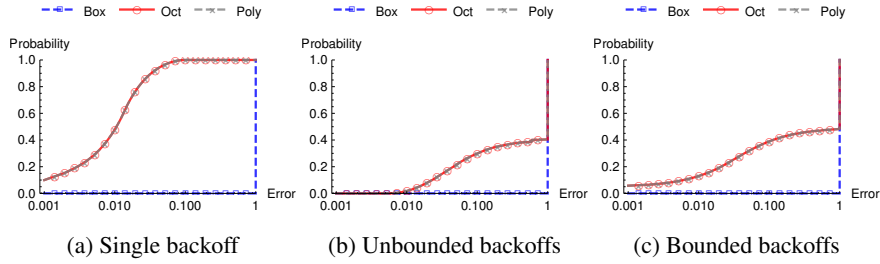 Box Oct Poly
Probability
1.0
0.8
0.6
0.4
0.2
0.0
0.001 0.010 0.100 1
Error
(a) Single backoff
Box Oct Poly
Probability
1.0
0.8
0.6
0.4
0.2
0.0
0.001 0.010 0.100 1
Error
(b) Unbounded backoffs
Box Oct Poly
Probability
1.0
0.8
0.6
0.4
0.2
0.0
0.001 0.010 0.100 1
Error
(c) Bounded backoffs